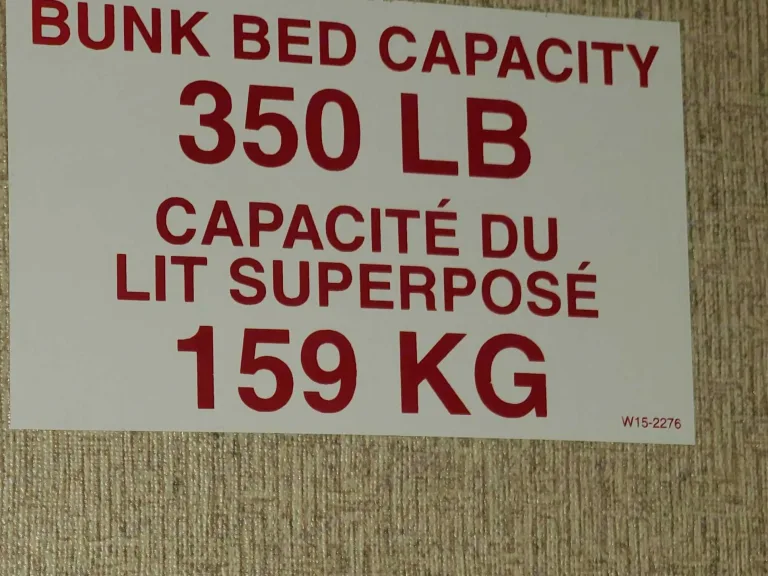 BUNK BED CAPACITY
350 LB
CAPACITÉ DU
LIT SUPERPOSÉ
159 KG
W15-2276